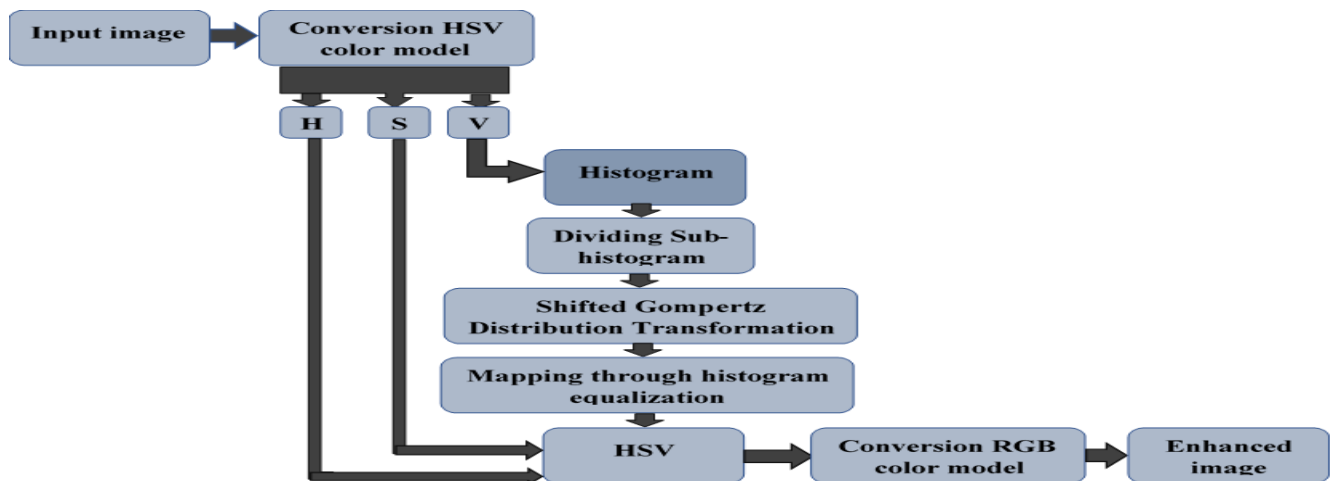 Input image
Conversion HSV
color model
H
S
V
Histogram
Dividing Sub-
histogram
Shifted Gompertz
Distribution Transformation
Mapping through histogram
equalization
HSV
Conversion RGB
color model
Enhanced
image